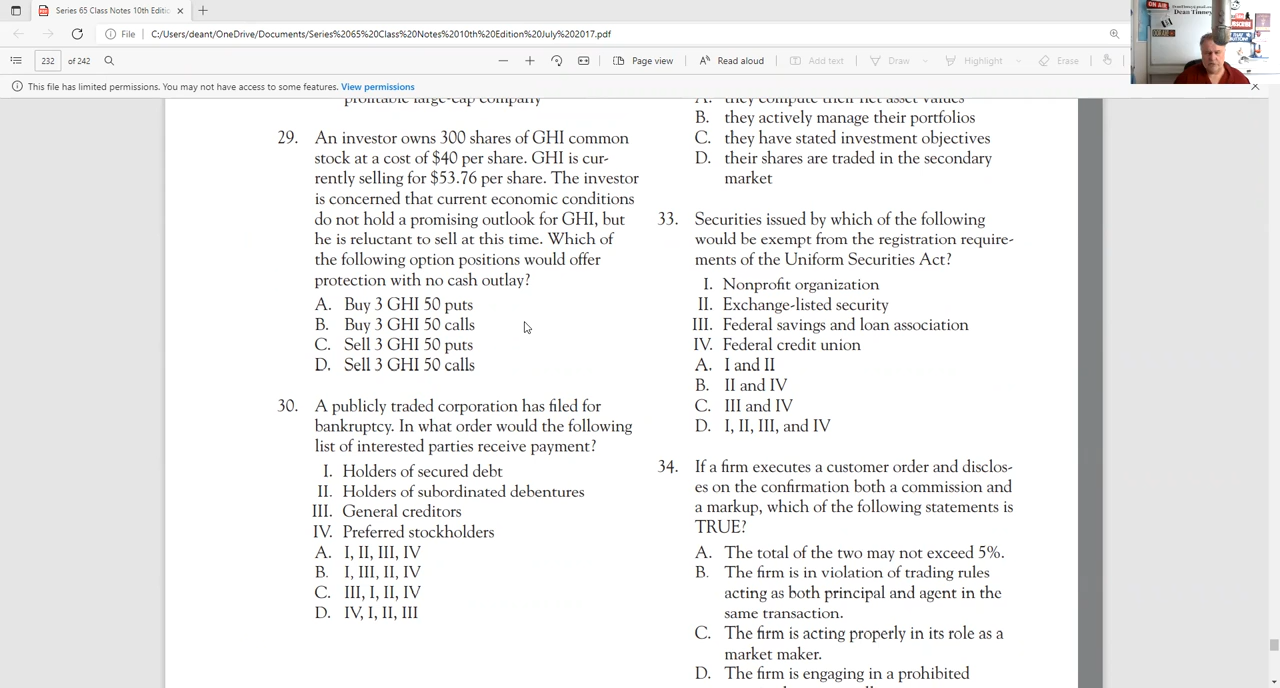 Series 65 Class Notes 10th Edition
File
C:/Users/deant/OneDrive/Documents/Series%2065%20Class%20Notes%2010th%20Edition%20July%202017.pdf
232 of 242
Page view
Read aloud
Add text
Draw
Highlight
Erase
This file has limited permissions. You may not have access to some features. View permissions
ON AIR
Dean Tinney
profitable large-cap company
29. An investor owns 300 shares of GHI common
stock at a cost of $40 per share. GHI is cur-
rently selling for $53.76 per share. The investor
is concerned that current economic conditions
do not hold a promising outlook for GHI, but
he is reluctant to sell at this time. Which of
the following option positions would offer
protection with no cash outlay?
A. Buy 3 GHI 50 puts
B. Buy 3 GHI 50 calls
C. Sell 3 GHI 50 puts
D. Sell 3 GHI 50 calls
30. A publicly traded corporation has filed for
bankruptcy. In what order would the following
list of interested parties receive payment?
I. Holders of secured debt
II. Holders of subordinated debentures
III. General creditors
IV. Preferred stockholders
A. I, II, III, IV
B. I, III, II, IV
C. III, I, II, IV
D. IV, I, II, III
A. they compute their net asset values
B. they actively manage their portfolios
C. they have stated investment objectives
D. their shares are traded in the secondary
market
33. Securities issued by which of the following
would be exempt from the registration require-
ments of the Uniform Securities Act?
I. Nonprofit organization
II. Exchange-listed security
III. Federal savings and loan association
IV. Federal credit union
A. I and II
B. II and IV
C. III and IV
D. I, II, III, and IV
34. If a firm executes a customer order and disclos-
es on the confirmation both a commission and
a markup, which of the following statements is
TRUE?
A. The total of the two may not exceed 5%.
B. The firm is in violation of trading rules
acting as both principal and agent in the
same transaction.
C. The firm is acting properly in its role as a
market maker.
D. The firm is engaging in a prohibited